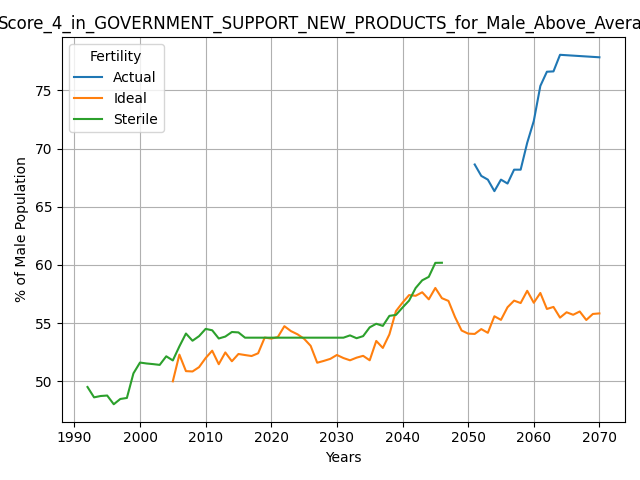 Score_4_in_GOVERNMENT_SUPPORT_NEW_PRODUCTS_for_Male_Above_Avera
Fertility
Actual
Ideal
Sterile
% of Male Population
75
70
65
60
55
50
1990 2000 2010 2020 2030 2040 2050 2060 2070
Years